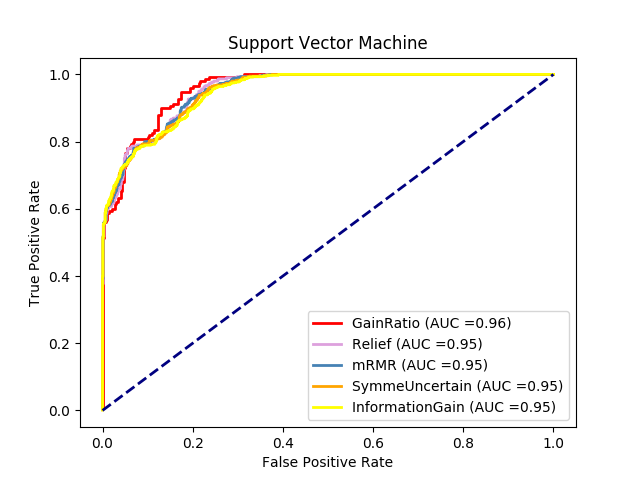 Support Vector Machine
True Positive Rate
1.0
0.8
0.6
0.4
0.2
0.0
GainRatio (AUC =0.96)
Relief (AUC =0.95)
mRMR (AUC =0.95)
SymmeUncertain (AUC =0.95)
InformationGain (AUC =0.95)
0.0 0.2 0.4 0.6 0.8 1.0
False Positive Rate